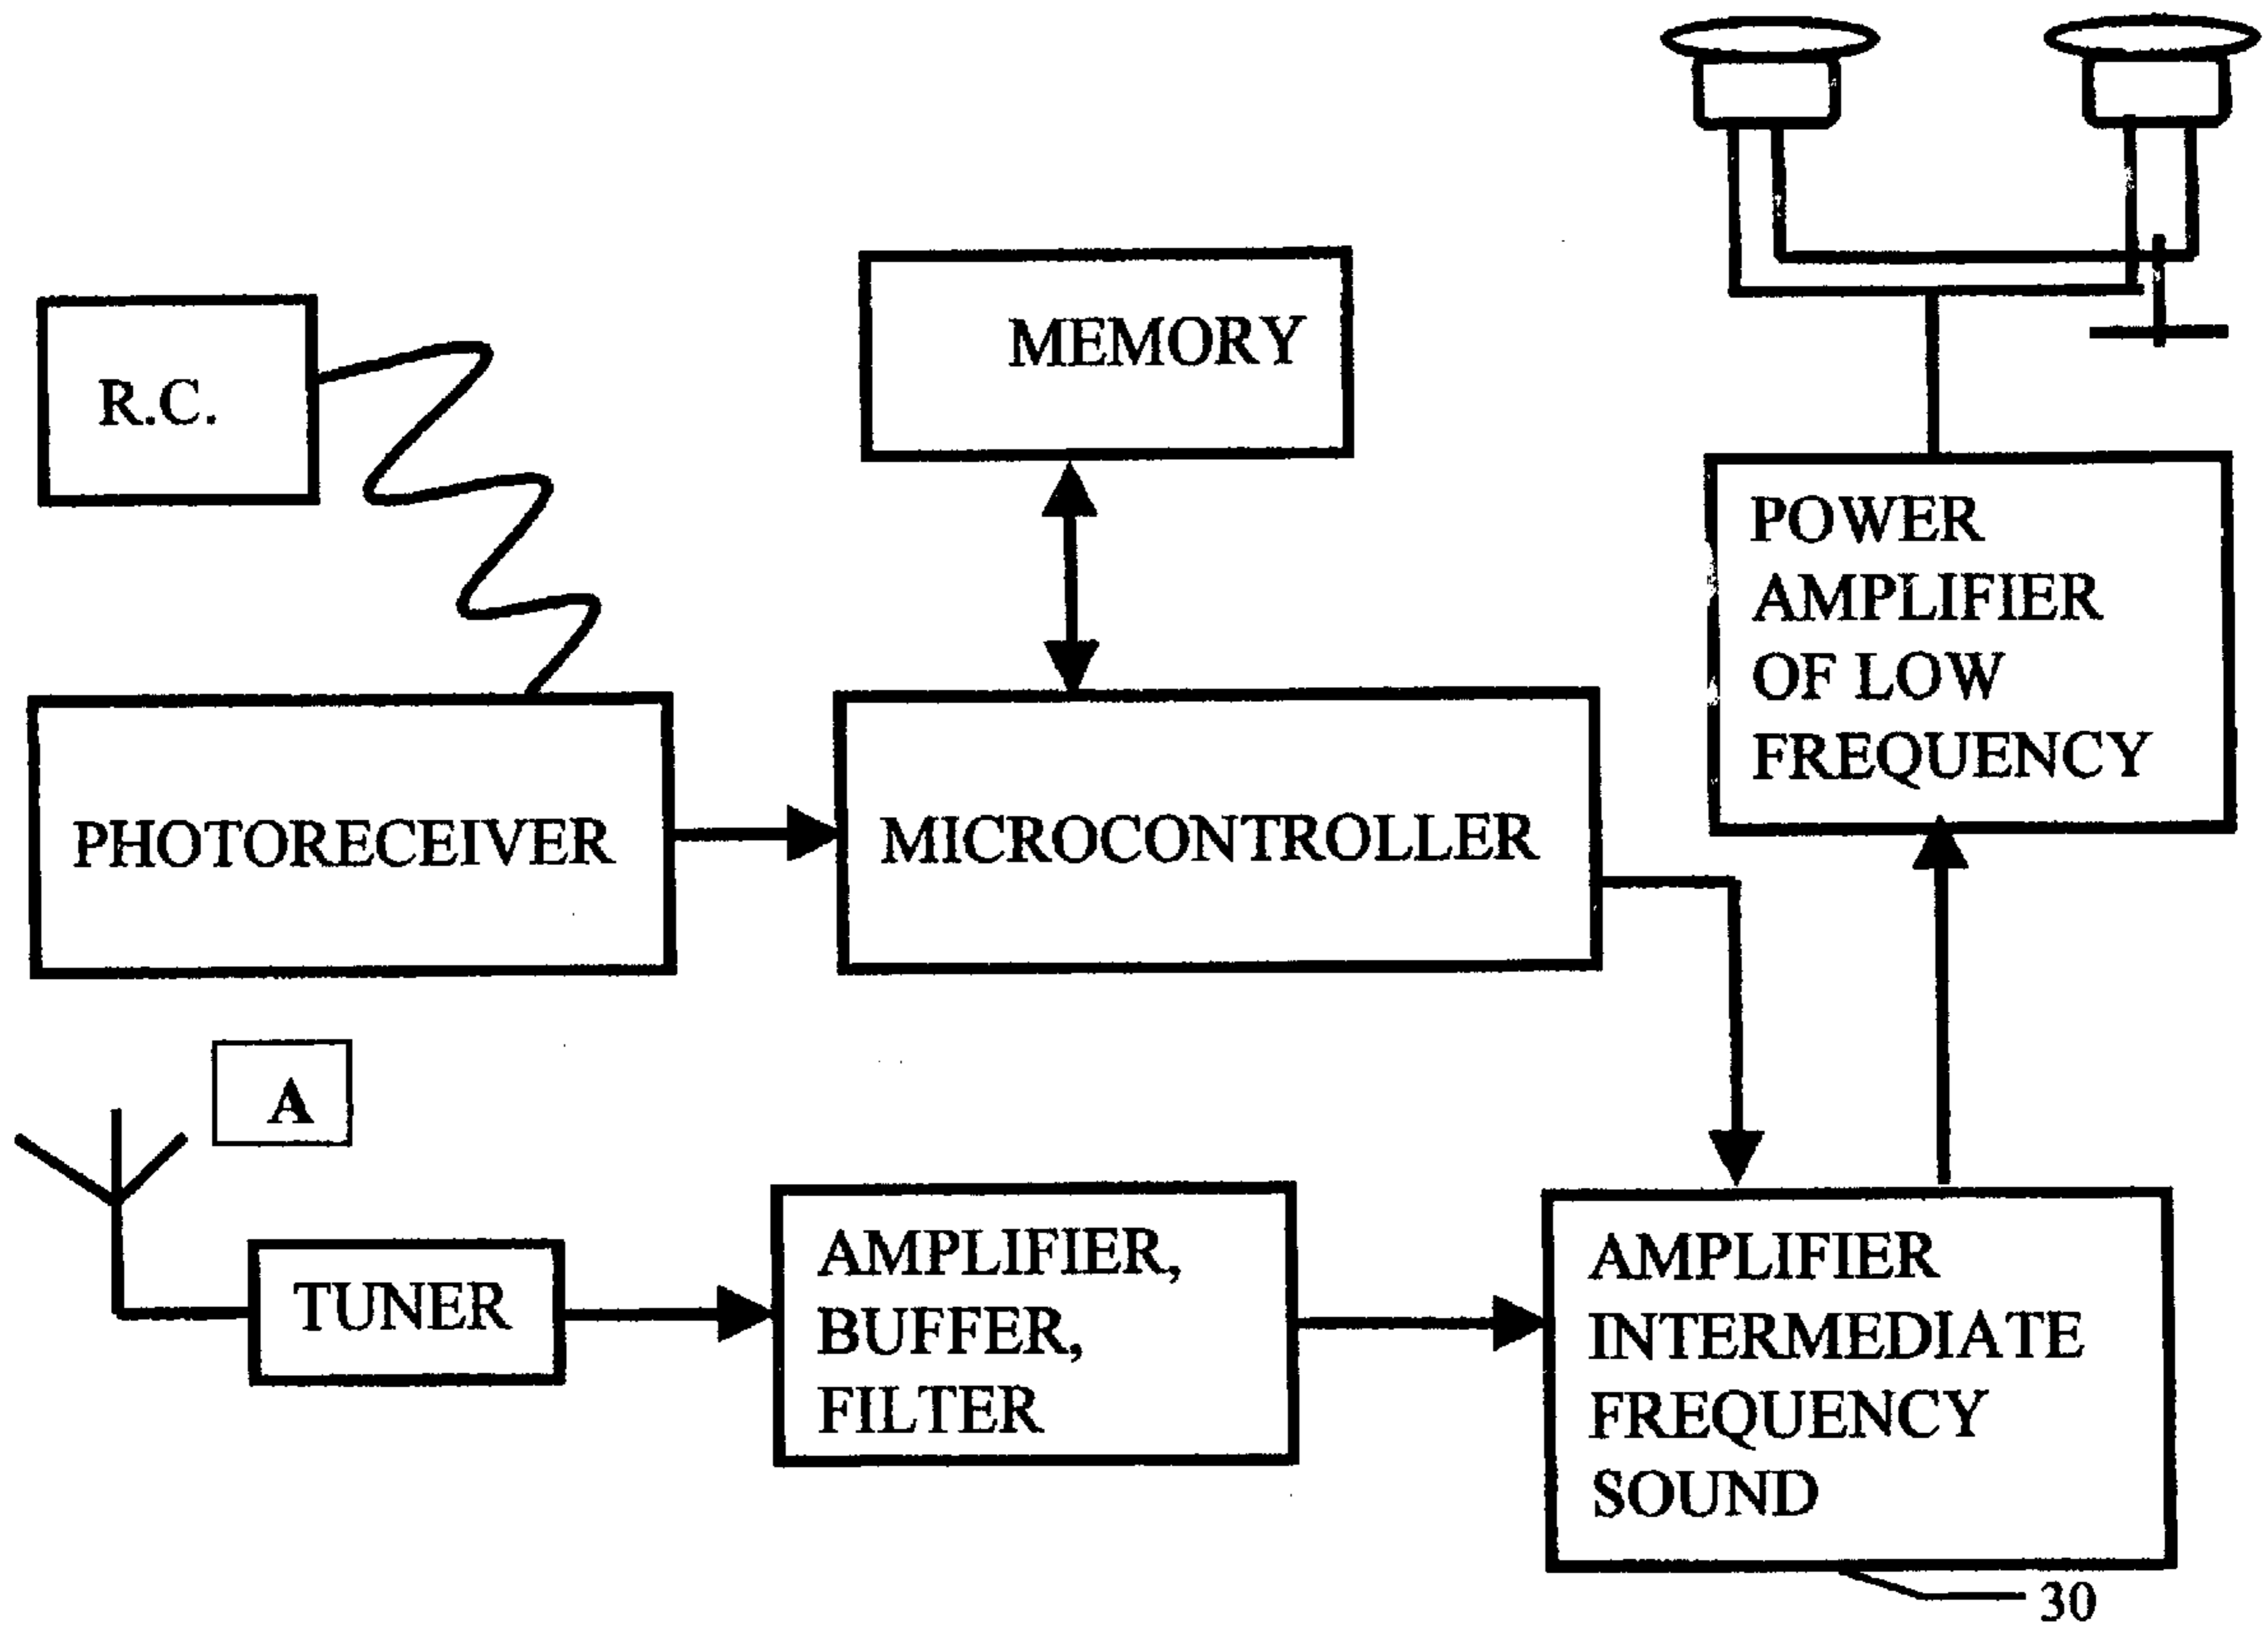 R.C.
MEMORY
POWER
AMPLIFIER
OF LOW
FREQUENCY
PHOTORECEIVER
MICROCONTROLLER
A
TUNER
AMPLIFIER,
BUFFER,
FILTER
AMPLIFIER
INTERMEDIATE
FREQUENCY
SOUND
30